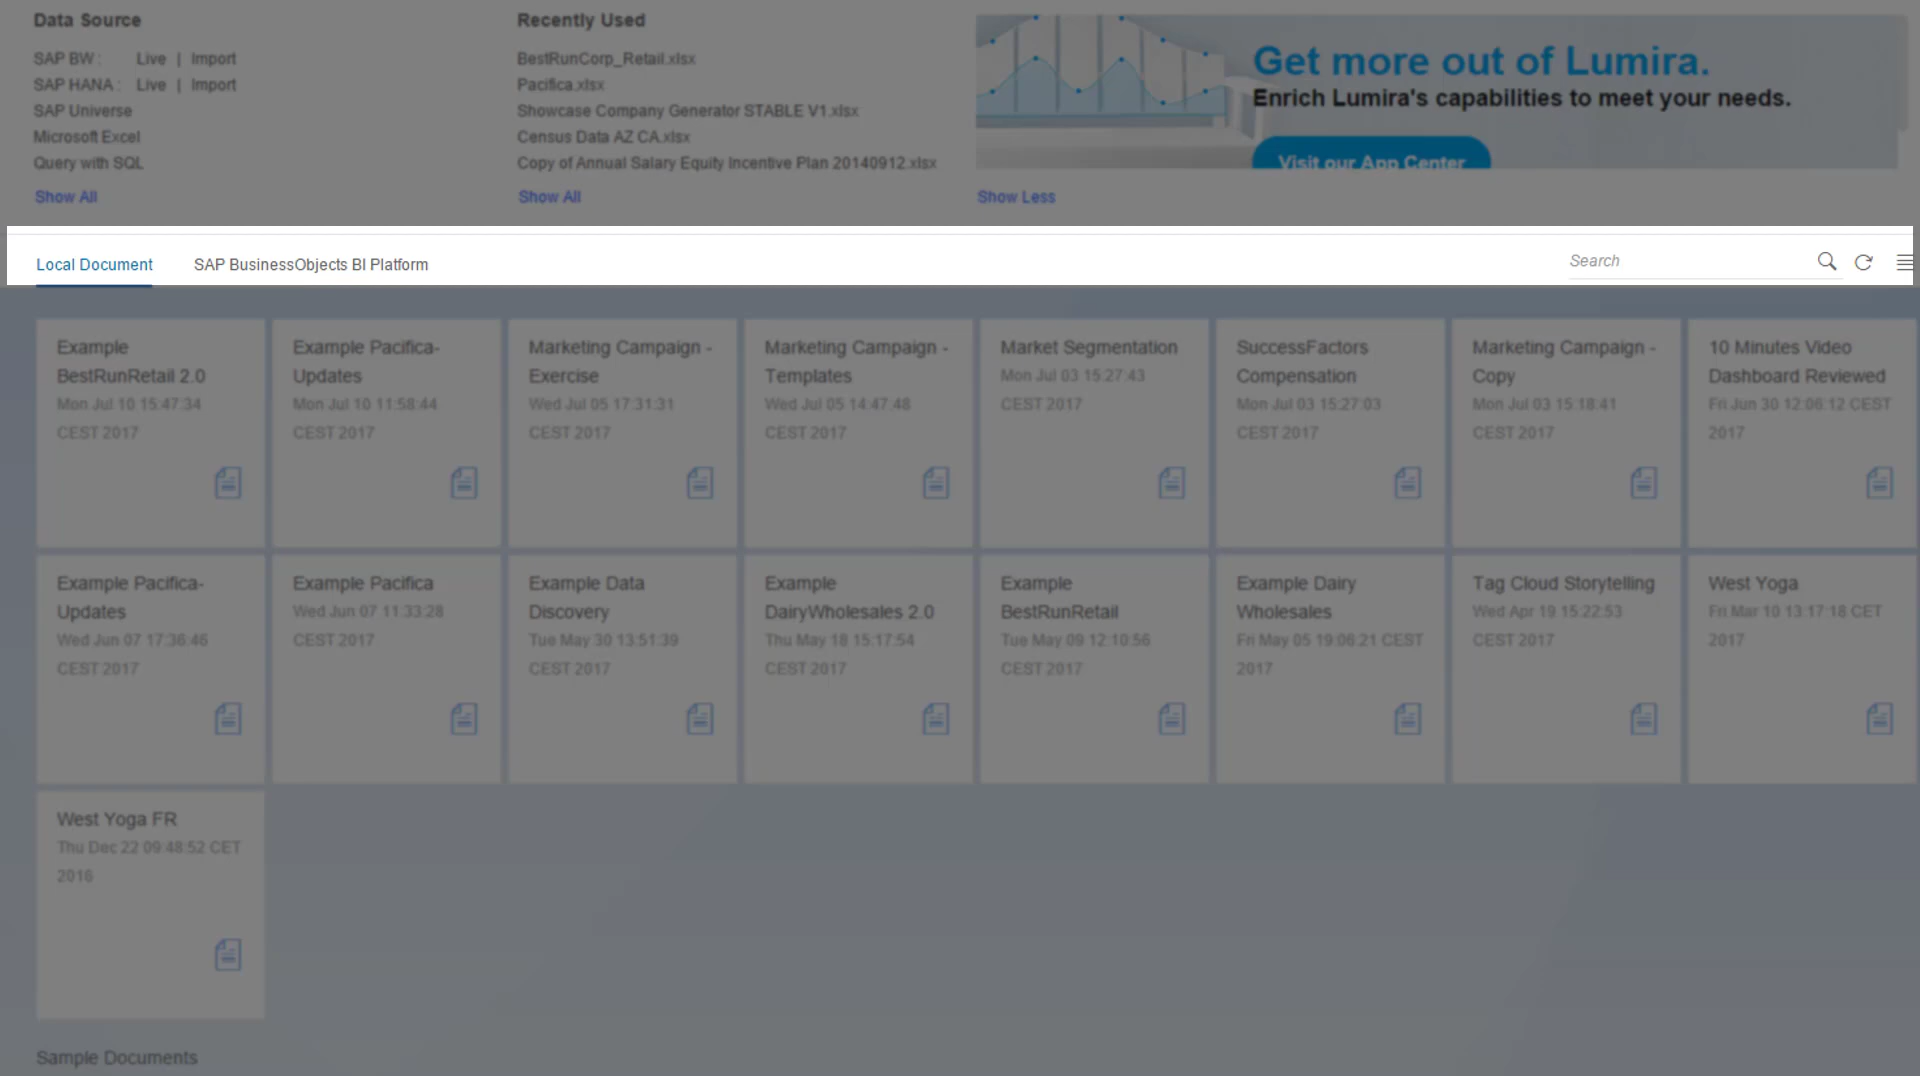 Data Source
SAP BW : Live | Import
SAP HANA : Live | Import
SAP Universe
Microsoft Excel
Query with SQL
Show All
Recently Used
BestRunCorp_Retail.xlsx
Pacifica.xlsx
Showcase Company Generator STABLE V1.xlsx
Census Data AZ CA.xlsx
Copy of Annual Salary Equity Incentive Plan 20140912.xlsx
Show All
Get more out of Lumira.
Enrich Lumira's capabilities to meet your needs.
Visit our App Center
Show Less
Local Document SAP BusinessObjects BI Platform Search
Example
BestRunRetail 2.0
Mon Jul 10 15:47:34
CEST 2017
Example Pacifica-
Updates
Mon Jul 10 11:58:44
CEST 2017
Marketing Campaign -
Exercise
Wed Jul 05 17:31:31
CEST 2017
Marketing Campaign -
Templates
Wed Jul 05 14:47:48
CEST 2017
Market Segmentation
Mon Jul 03 15:27:43
CEST 2017
SuccessFactors
Compensation
Mon Jul 03 15:27:03
CEST 2017
Marketing Campaign -
Copy
Mon Jul 03 15:18:41
CEST 2017
10 Minutes Video
Dashboard Reviewed
Fri Jun 30 12:06:12 CEST
2017
Example Pacifica-
Updates
Wed Jun 07 17:36:46
CEST 2017
Example Pacifica
Wed Jun 07 11:33:28
CEST 2017
Example Data
Discovery
Tue May 30 13:51:39
CEST 2017
Example
DairyWholesales 2.0
Thu May 18 15:17:54
CEST 2017
Example
BestRunRetail
Tue May 09 12:10:56
CEST 2017
Example Dairy
Wholesales
Fri May 05 19:06:21 CEST
2017
Tag Cloud Storytelling
Wed Apr 19 15:22:53
CEST 2017
West Yoga
Fri Mar 10 13:17:18 CET
2017
West Yoga FR
Thu Dec 22 09:48:52 CET
2016
Sample Documents